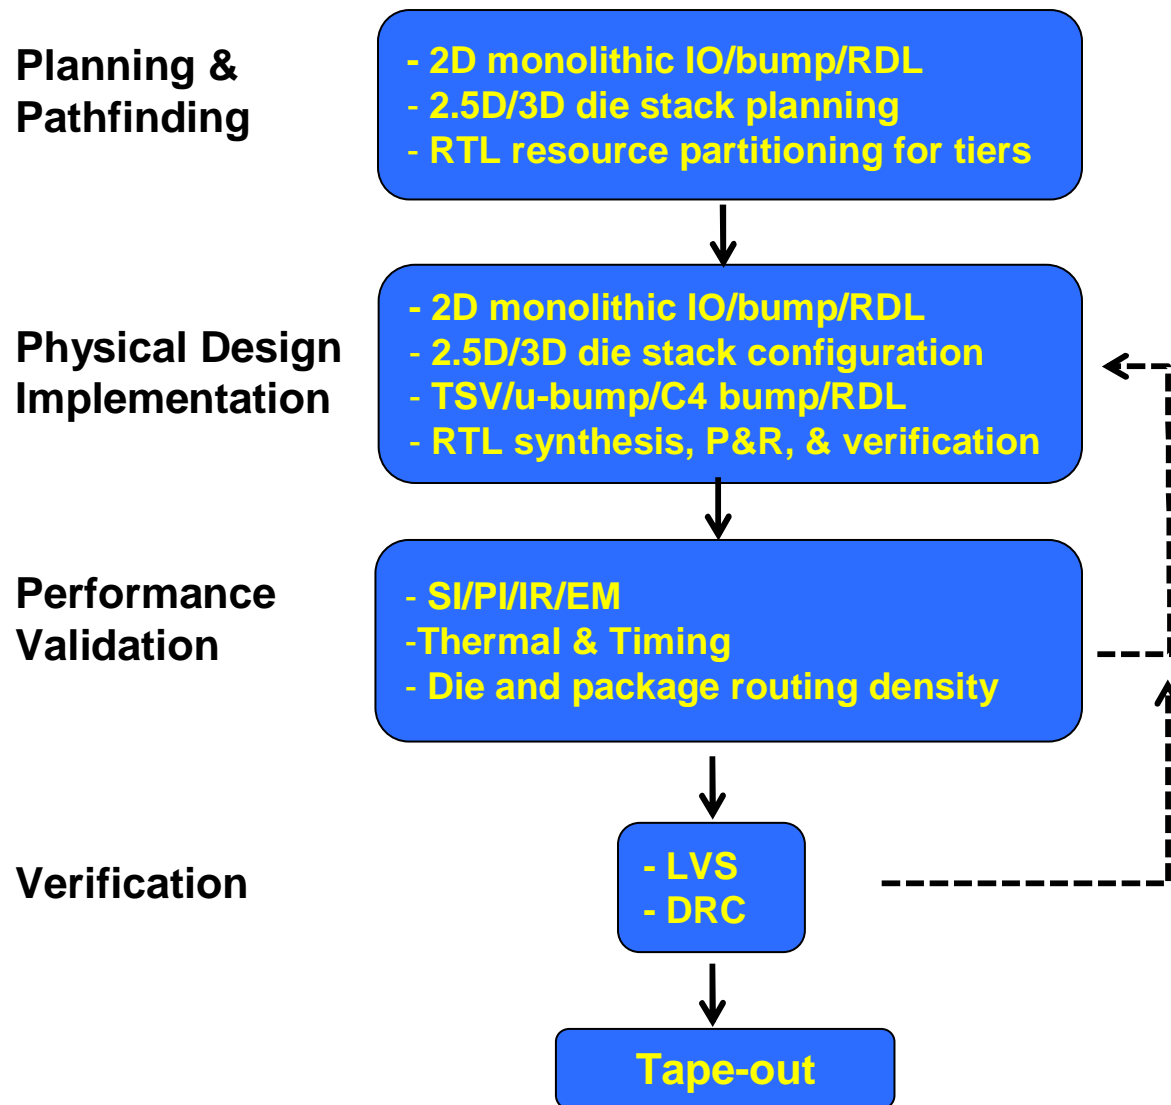 Planning &
Pathfinding
- 2D monolithic IO/bump/RDL
- 2.5D/3D die stack planning
- RTL resource partitioning for tiers
Physical Design
Implementation
- 2D monolithic IO/bump/RDL
- 2.5D/3D die stack configuration
- TSV/u-bump/C4 bump/RDL
- RTL synthesis, P&R, & verification
Performance
Validation
- SI/PI/IR/EM
-Thermal & Timing
- Die and package routing density
Verification
- LVS
- DRC
Tape-out